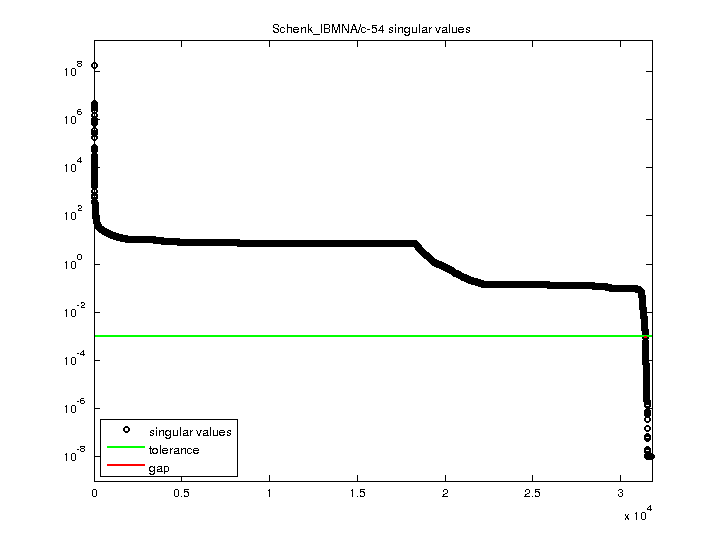 Schenk_IBMNA/c-54 singular values
10^8
10^6
10^4
10^2
10^0
10^-2
10^-4
10^-6
10^-8
singular values
tolerance
gap
0 0.5 1 1.5 2 2.5 3
x 10^4